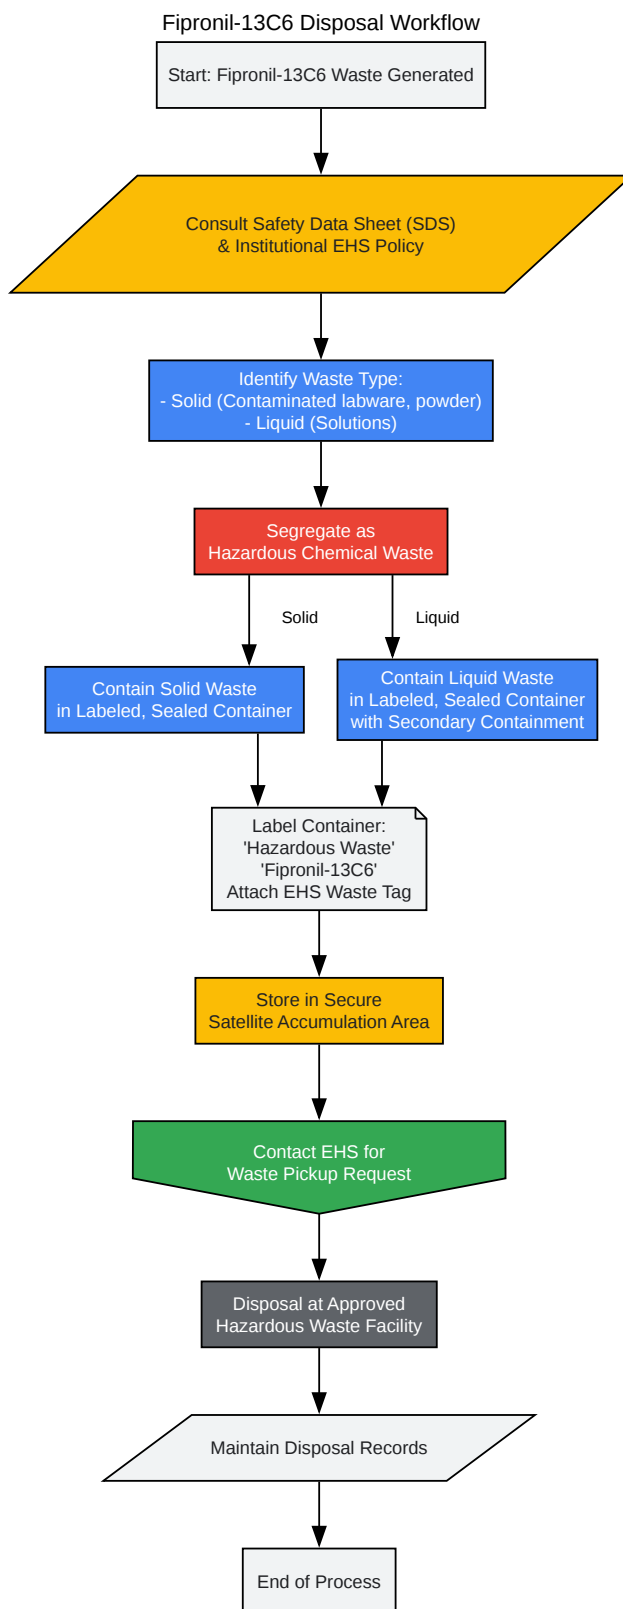 Fipronil-13C6 Disposal Workflow
Start: Fipronil-13C6 Waste Generated
Consult Safety Data Sheet (SDS)
& Institutional EHS Policy
Identify Waste Type:
- Solid (Contaminated labware, powder)
- Liquid (Solutions)
Segregate as
Hazardous Chemical Waste
Solid
Liquid
Contain Solid Waste
in Labeled, Sealed Container
Contain Liquid Waste
in Labeled, Sealed Container
with Secondary Containment
Label Container:
'Hazardous Waste'
'Fipronil-13C6'
Attach EHS Waste Tag
Store in Secure
Satellite Accumulation Area
Contact EHS for
Waste Pickup Request
Disposal at Approved
Hazardous Waste Facility
Maintain Disposal Records
End of Process